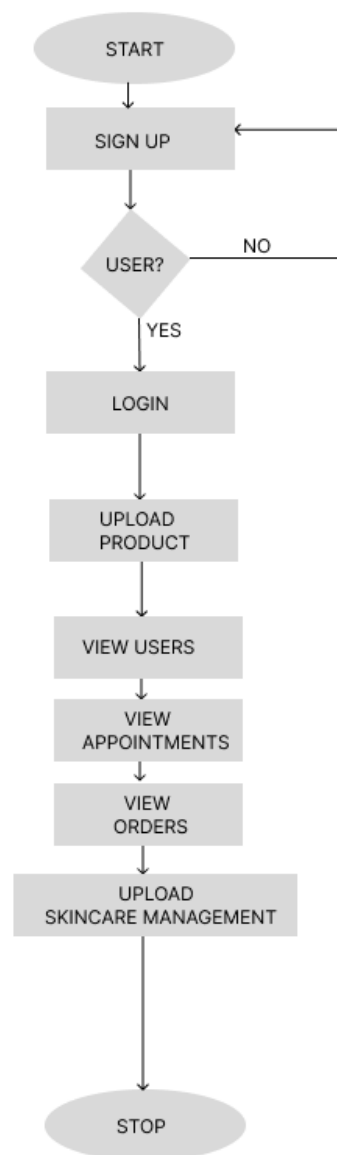 START
SIGN UP
USER?
NO
YES
LOGIN
UPLOAD
PRODUCT
VIEW USERS
VIEW
APPOINTMENTS
VIEW
ORDERS
UPLOAD
SKINCARE MANAGEMENT
STOP